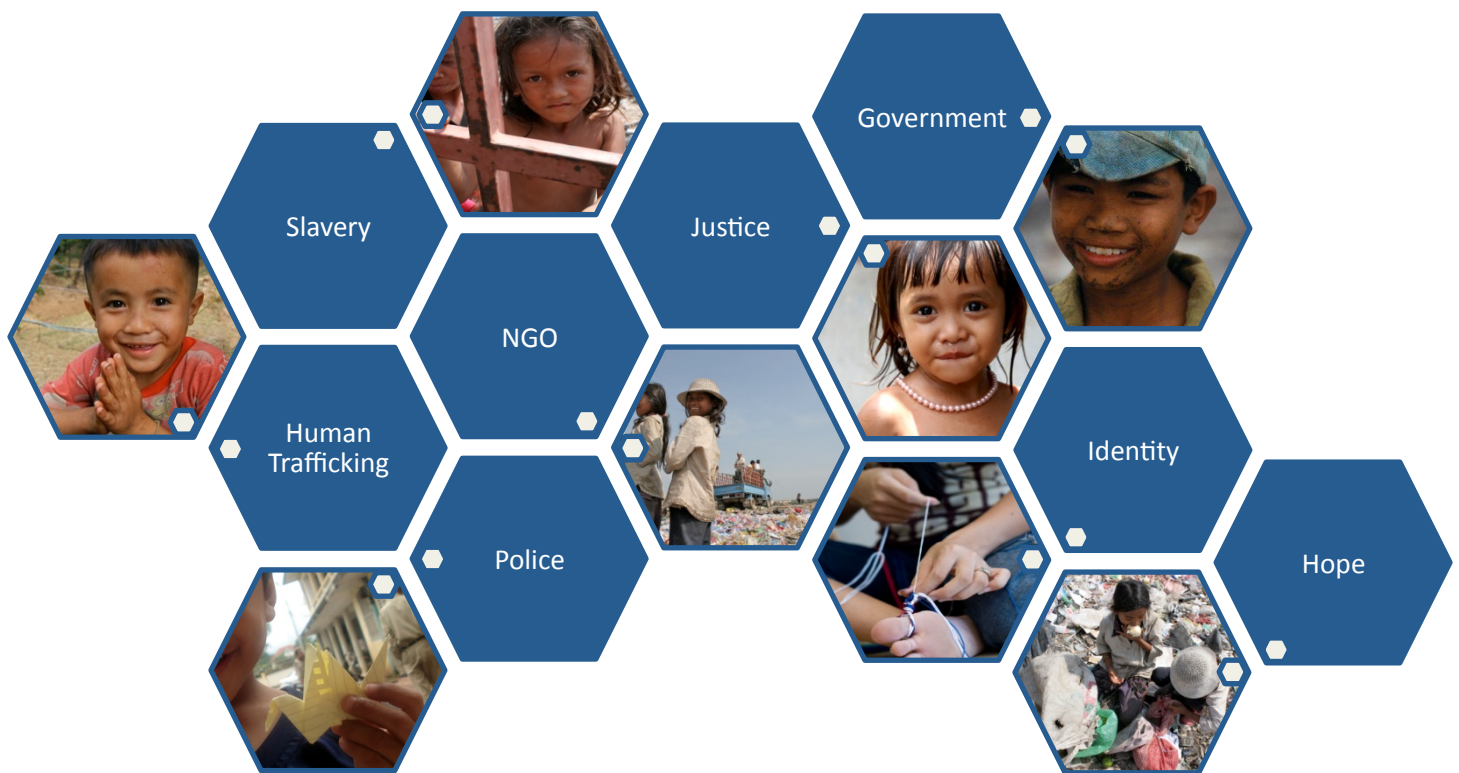 Government
Slavery
Justice
NGO
Human
Trafficking
Identity
Police
Hope